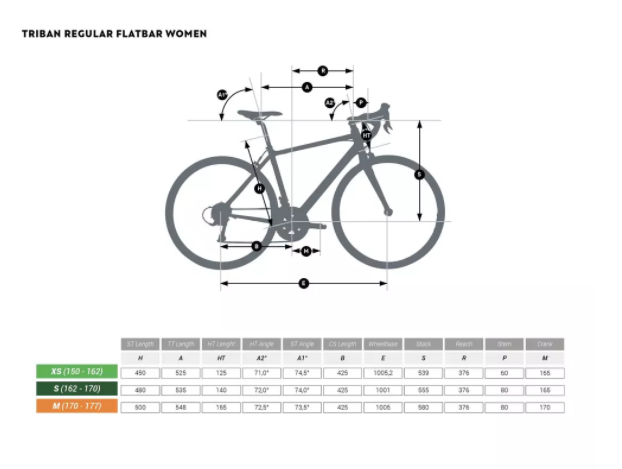 TRIBAN REGULAR FLATBAR WOMEN
R
A
A1°
A2°
P
HT
H
S
B
M
E
ST Length TT Length HT Lenght HT Angle ST Angle CS Length Wheelbase Stack Reach Stem Crank
H A HT A2° A1° B E S R P M
XS (150 - 162) 450 525 125 71,0° 74,5° 425 1005,2 539 376 60 165
S (162 - 170) 480 535 140 72,0° 74,0° 425 1001 555 376 80 165
M (170 - 177) 500 548 165 72,5° 73,5° 425 1005 580 376 80 170